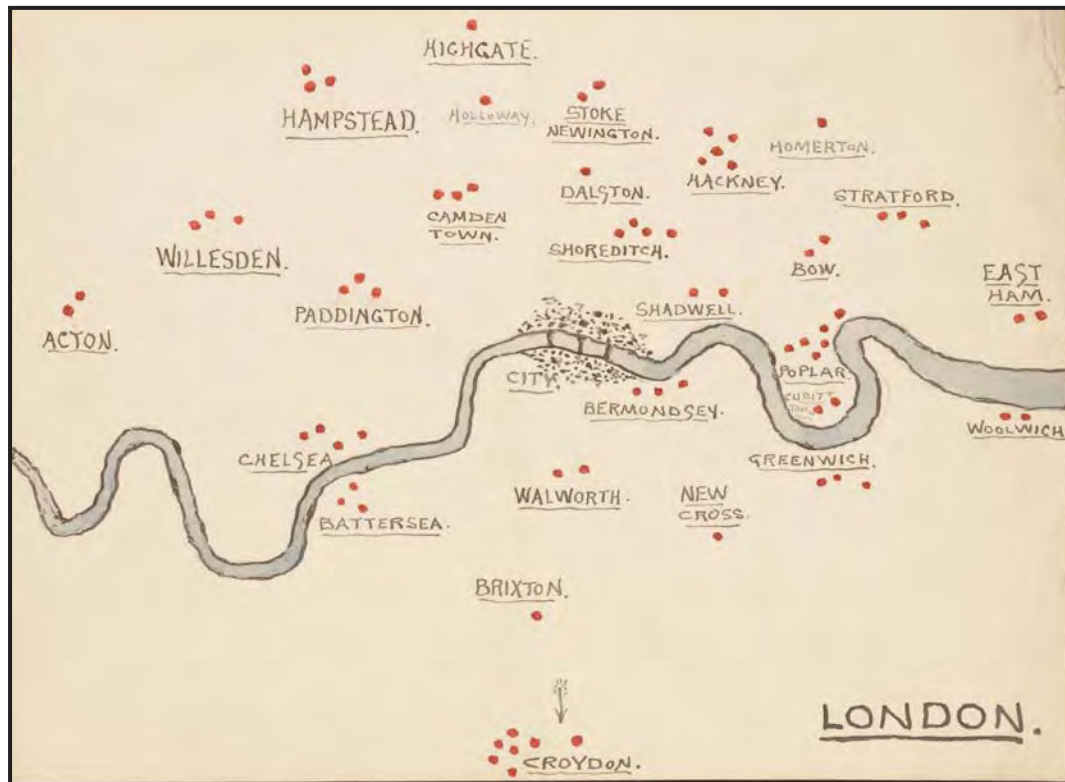 HIGHGATE.
HAMPSTEAD.
HOLLOWAY.
STOKE
NEWINGTON.
HOMERTON.
HACKNEY.
DALSTON.
STRATFORD.
CAMDEN
TOWN.
SHOREDITCH.
WILLESDEN.
BOW.
EAST
HAM.
PADDINGTON.
SHADWELL.
ACTON.
POPLAR.
CITY.
CUBITT
TOWN.
BERMONDSEY.
WOOLWICH
CHELSEA.
GREENWICH.
WALWORTH.
NEW
CROSS.
BATTERSEA.
BRIXTON.
LONDON.
CROYDON.